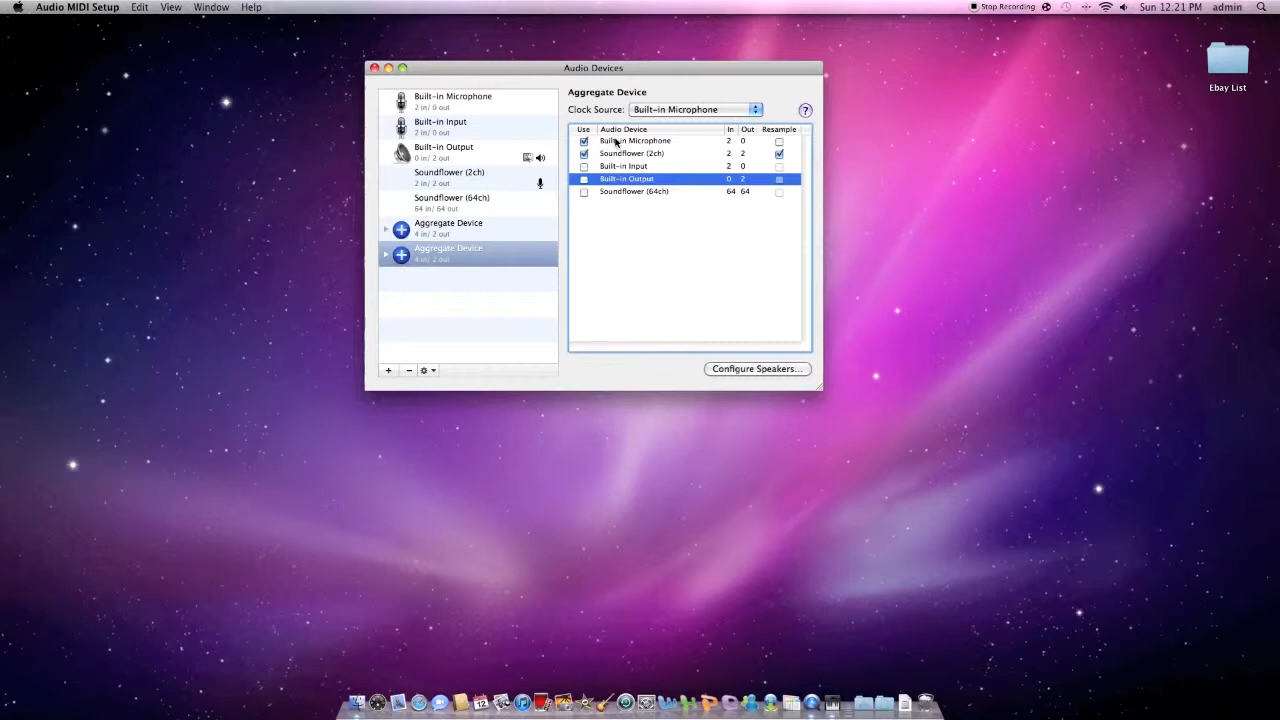 Audio MIDI Setup Edit View Window Help Stop Recording Sun 12:21 PM admin
Audio Devices
Ebay List
Built-in Microphone
2 in/ 0 out
Built-in Input
2 in/ 0 out
Built-in Output
0 in/ 2 out
Soundflower (2ch)
2 in/ 2 out
Soundflower (64ch)
64 in/ 64 out
Aggregate Device
4 in/ 2 out
Aggregate Device
4 in/ 2 out
Aggregate Device
Clock Source: Built-in Microphone ?
Use Audio Device In Out Resample
Built-in Microphone 2 0
Soundflower (2ch) 2 2
Built-in Input 2 0
Built-in Output 0 2
Soundflower (64ch) 64 64
Configure Speakers...